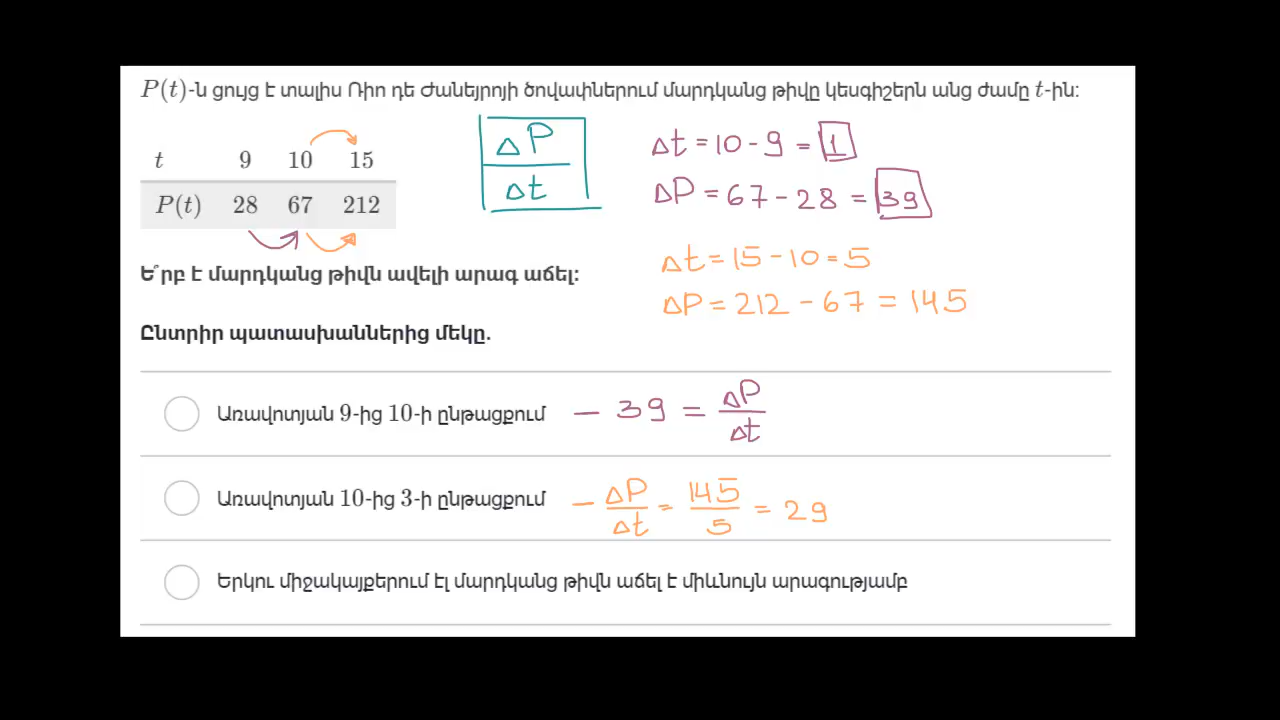 P(t)-ն ցույց է տալիս Ռիո դե Ժանեյրոյի ծովափներում մարդկանց թիվը կեսգիշերն անց ժամը t-ին:
t 9 10 15
P(t) 28 67 212
ΔP/Δt
Δt = 10 - 9 = 1
ΔP = 67 - 28 = 39
Δt = 15 - 10 = 5
ΔP = 212 - 67 = 145
Ե՞րբ է մարդկանց թիվն ավելի արագ աճել:
Ընտրիր պատասխաններից մեկը.
Առավոտյան 9-ից 10-ի ընթացքում - 39 = ΔP/Δt
Առավոտյան 10-ից 3-ի ընթացքում - ΔP/Δt = 145/5 = 29
Երկու միջակայքերում էլ մարդկանց թիվն աճել է միևնույն արագությամբ